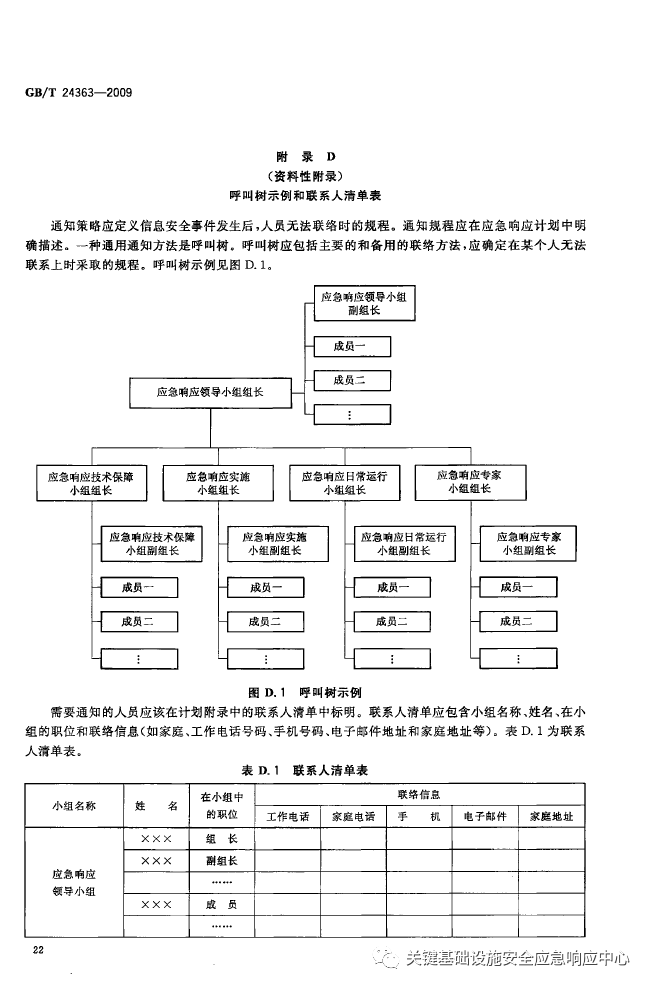 GB/T 24363—2009
附 录 D
（资料性附录）
呼叫树示例和联系人清单表
通知策略应定义信息安全事件发生后,人员无法联络时的规程。通知规程应在应急响应计划中明
确描述。一种通用通知方法是呼叫树。呼叫树应包括主要的和备用的联络方法,应确定在某个人无法
联系上时采取的规程。呼叫树示例见图 D.1。
应急响应领导小组
副组长
成员一
成员二
⋮
应急响应领导小组组长
应急响应技术保障
小组组长
应急响应实施
小组组长
应急响应日常运行
小组组长
应急响应专家
小组组长
应急响应技术保障
小组副组长
应急响应实施
小组副组长
应急响应日常运行
小组副组长
应急响应专家
小组副组长
成员一 成员一 成员一 成员一
成员二 成员二 成员二 成员二
⋮ ⋮ ⋮ ⋮
图 D.1 呼叫树示例
需要通知的人员应该在计划附录中的联系人清单中标明。联系人清单应包含小组名称、姓名、在小
组的职位和联络信息(如家庭、工作电话号码、手机号码、电子邮件地址和家庭地址等)。表 D.1 为联系
人清单表。
表 D.1 联系人清单表
小组名称 姓 名 在小组中
的职位
联络信息
工作电话 家庭电话 手 机 电子邮件 家庭地址
应急响应
领导小组
××× 组 长
××× 副组长
……
××× 成 员
……
22
关键基础设施安全应急响应中心